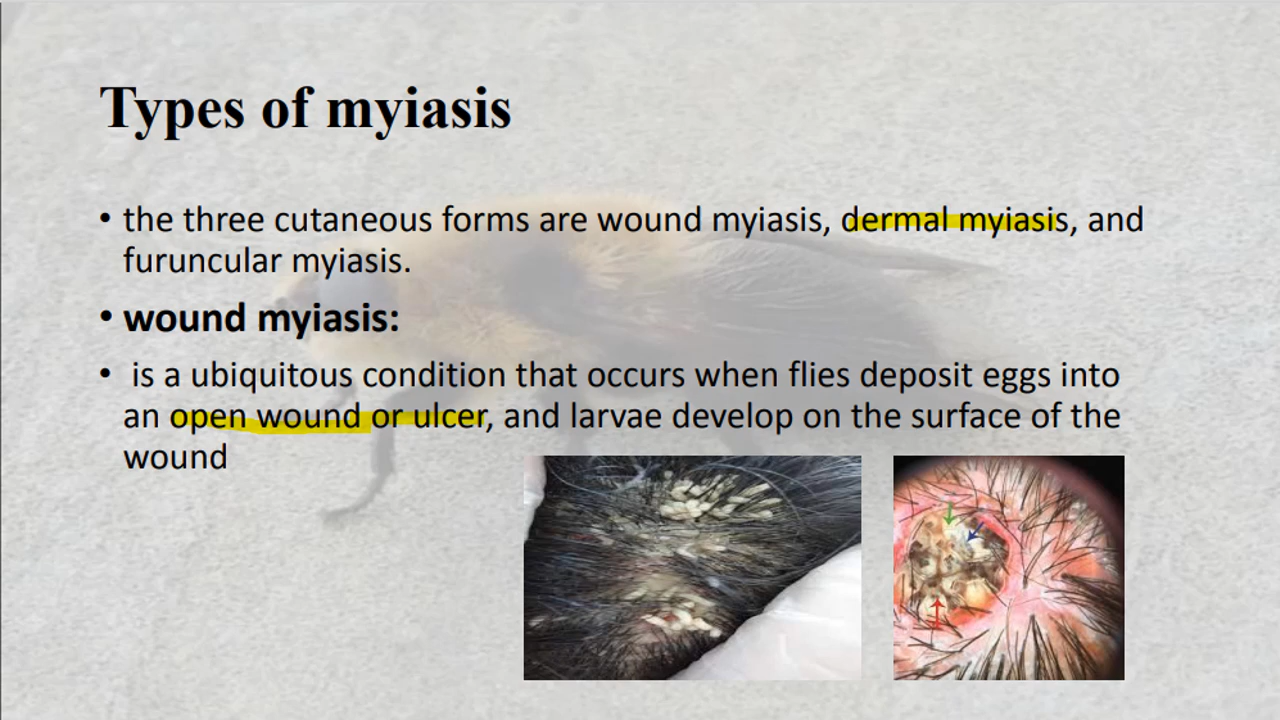 Types of myiasis
• the three cutaneous forms are wound myiasis, dermal myiasis, and
furuncular myiasis.
• wound myiasis:
• is a ubiquitous condition that occurs when flies deposit eggs into
an open wound or ulcer, and larvae develop on the surface of the
wound